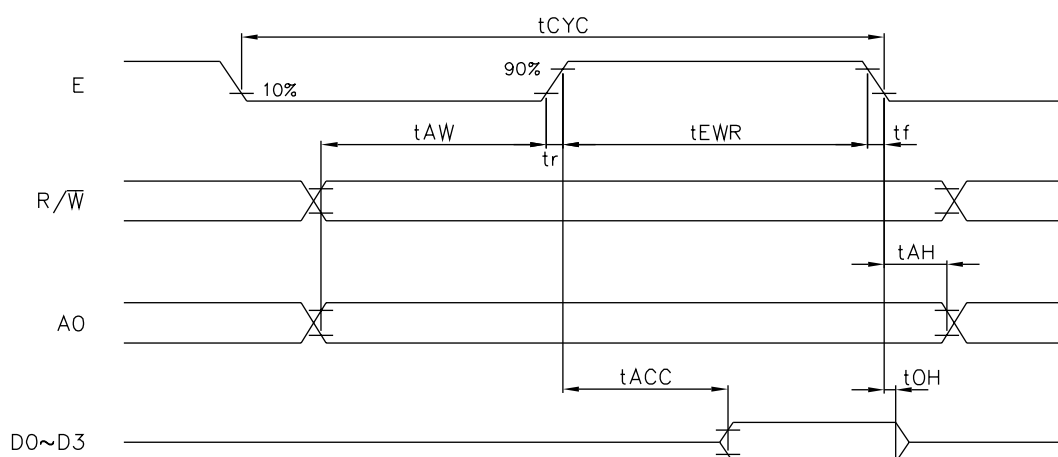 tCYC
E
90%
10%
tAW
tr
tEWR
tf
R/W̅
tAH
A0
tACC
tOH
D0~D3